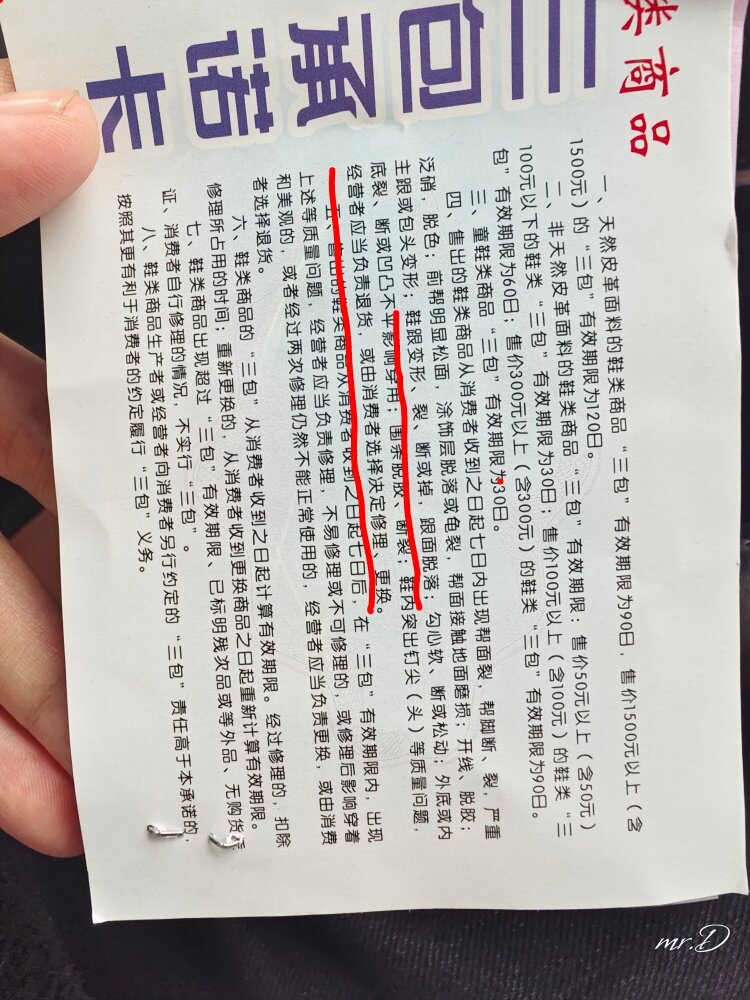 鞋类商品
三包承诺卡
一、天然皮革面料的鞋类商品“三包”有效期限为90日，售价1500元以上（含
1500元）的“三包”有效期限为120日。
二、非天然皮革面料的鞋类商品“三包”有效期限：售价50元以上（含50元）
100元以下的鞋类“三包”有效期限为30日；售价100元以上（含100元）的鞋类“三
包”有效期限为60日；售价300元以上（含300元）的鞋类“三包”有效期限为90日。
三、童鞋类商品“三包”有效期限为30日。
四、售出的鞋类商品从消费者收到之日起七日内出现帮面裂，帮脚断、裂，严重
泛硝，脱色；前帮明显松面，涂饰层脱落或龟裂，帮面接触地面磨损；开线、脱胶；
主跟或包头变形；鞋跟变形、裂、断或掉，跟面脱落；勾心软、断或松动；外底或内
底裂、断或凹凸不平影响穿用；围条脱胶、断裂；鞋内突出钉尖（头）等质量问题，
经营者应当负责退货，或由消费者选择决定修理、更换。
五、售出的鞋类商品从消费者收到之日起七日后，在“三包”有效期限内，出现
上述等质量问题，经营者应当负责修理，不易修理或不可修理的，或修理后影响穿着
和美观的，或者经过两次修理仍然不能正常使用的，经营者应当负责更换，或由消费
者选择退货。
六、鞋类商品的“三包”从消费者收到之日起计算有效期限。经过修理的，扣除
修理所占用的时间；重新更换的，从消费者收到更换商品之日起重新计算有效期限。
七、鞋类商品出现超过“三包”有效期限、已标明残次品或等外品、无购货凭
证、消费者自行修理的情况，不实行“三包”。
八、鞋类商品生产者或经营者向消费者另行约定的“三包”责任高于本承诺的，
按照其更有利于消费者的约定履行“三包”义务。
mr.D